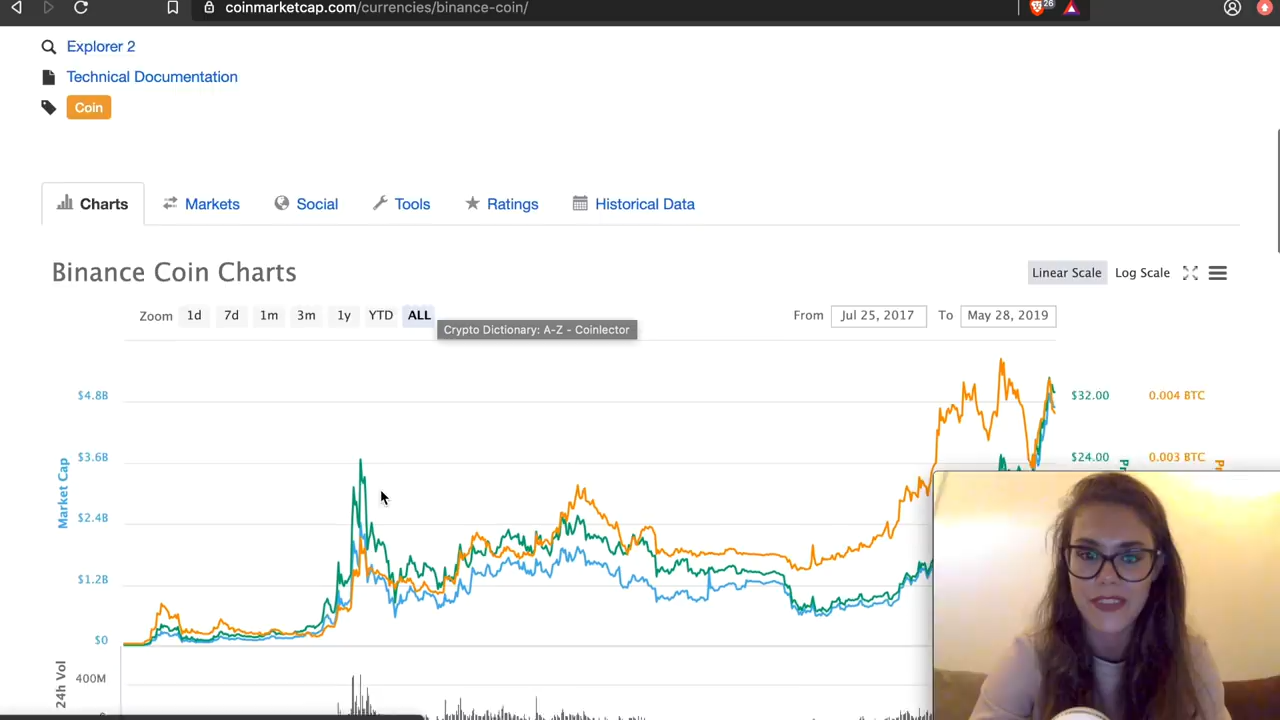 coinmarketcap.com/currencies/binance-coin/
26
Explorer 2
Technical Documentation
Coin
Charts Markets Social Tools Ratings Historical Data
Binance Coin Charts
Linear Scale Log Scale
Zoom 1d 7d 1m 3m 1y YTD ALL
From Jul 25, 2017 To May 28, 2019
Crypto Dictionary: A-Z - Coinlector
$4.8B $32.00 0.004 BTC
$3.6B $24.00 0.003 BTC
$2.4B
$1.2B
$0
Market Cap
24h Vol
400M